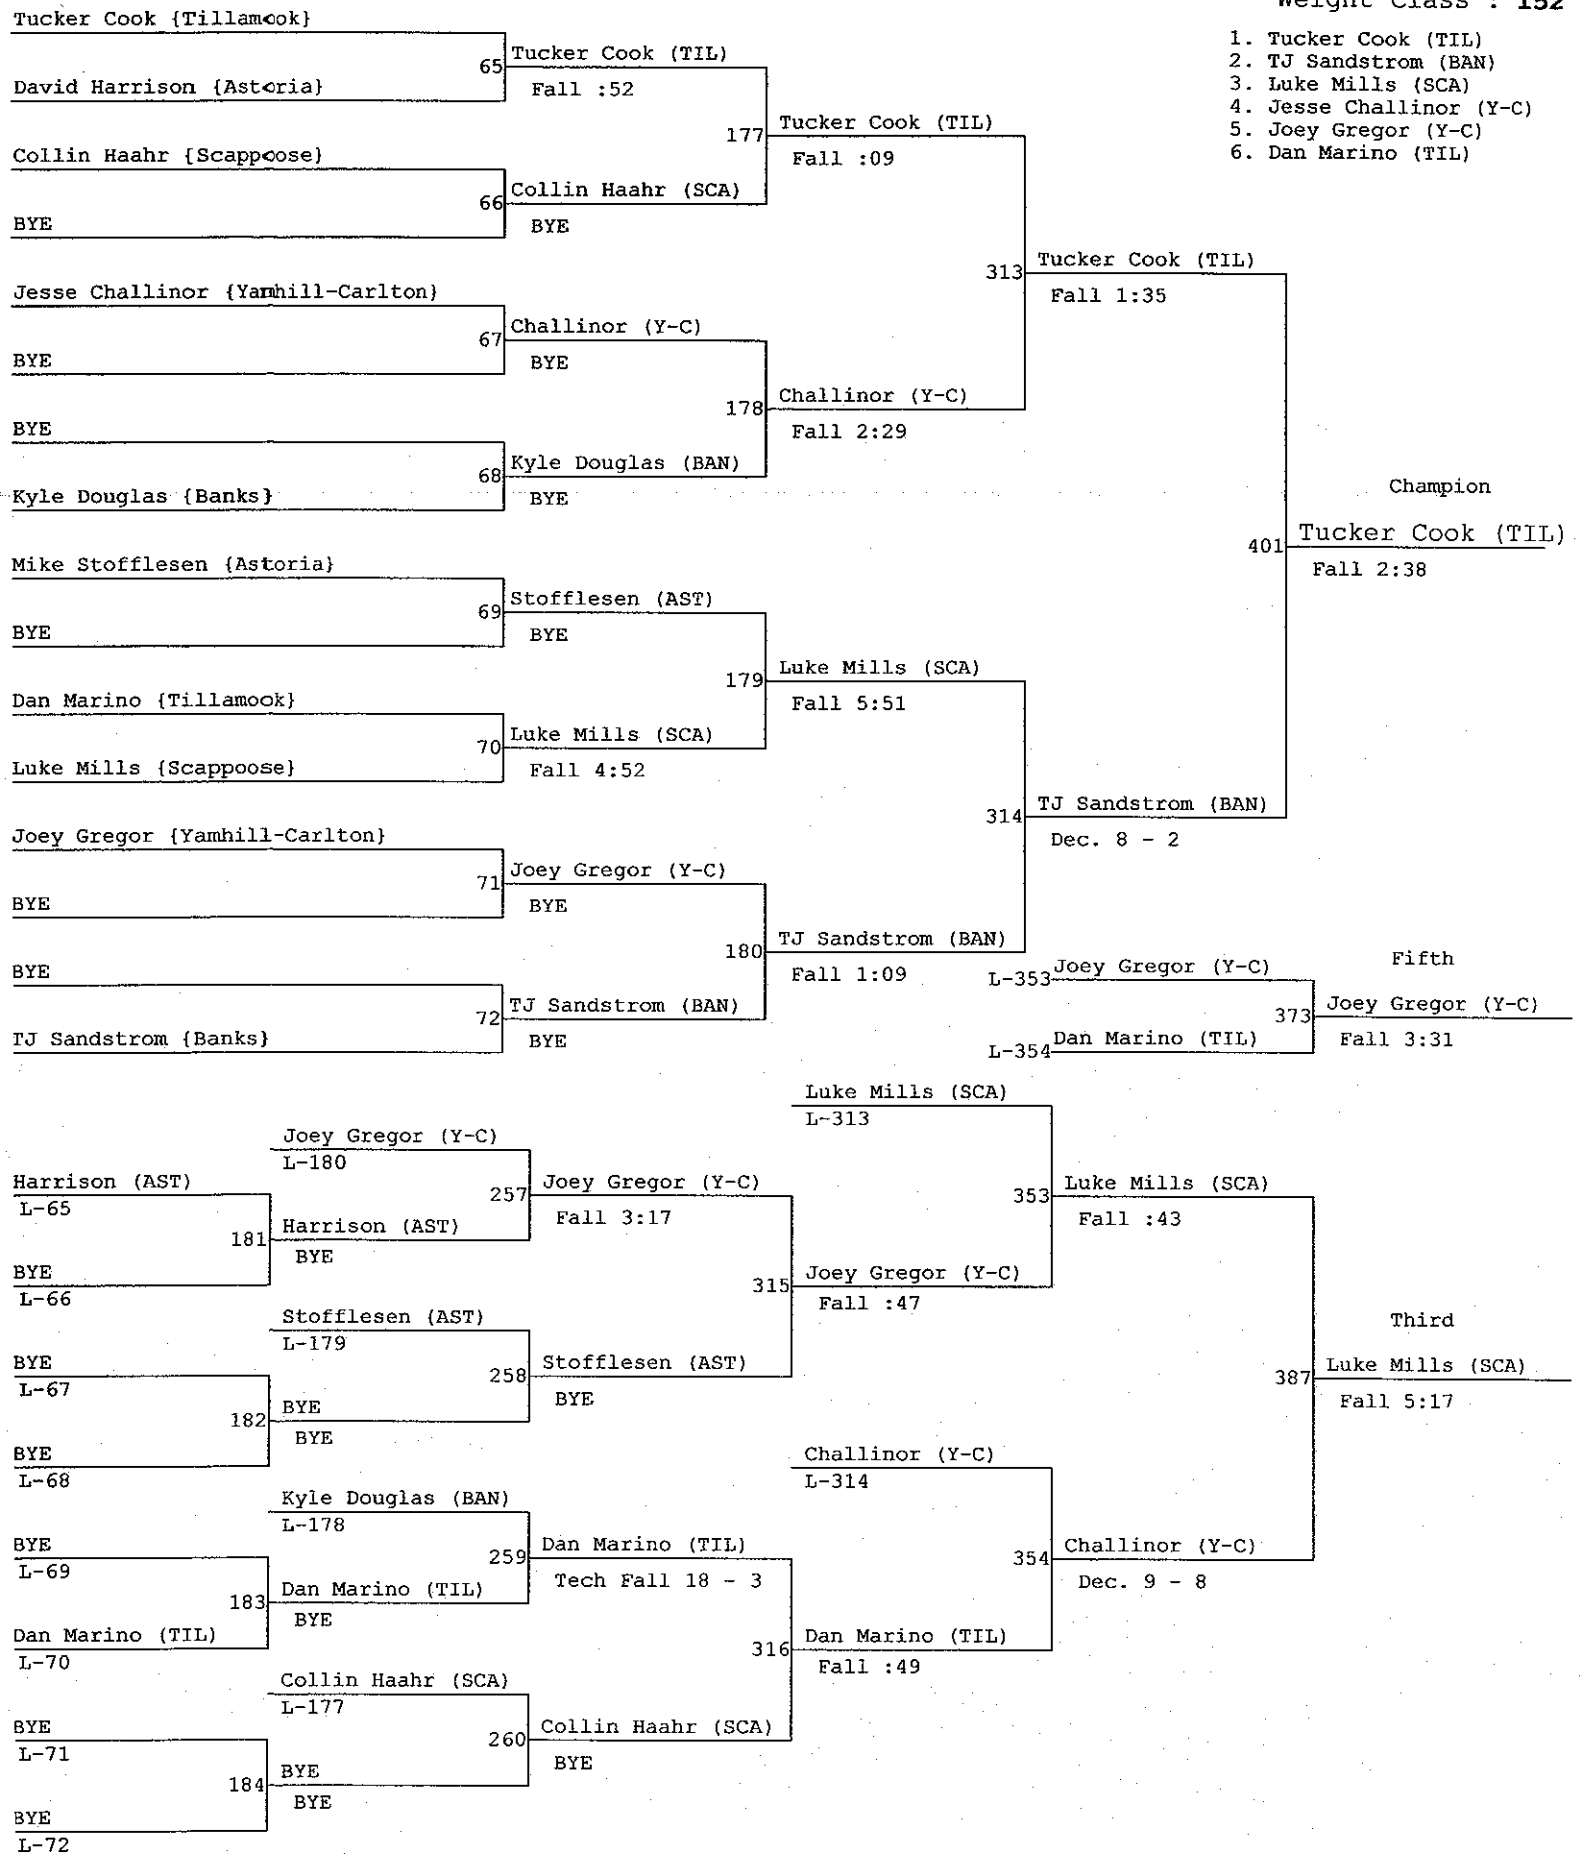 Weight Class : 152
1. Tucker Cook (TIL)
2. TJ Sandstrom (BAN)
3. Luke Mills (SCA)
4. Jesse Challinor (Y-C)
5. Joey Gregor (Y-C)
6. Dan Marino (TIL)
Tucker Cook {Tillamook}
65
David Harrison {Astoria}
Tucker Cook (TIL)
Fall :52
Collin Haahr {Scappoose}
66
BYE
Collin Haahr (SCA)
BYE
177
Tucker Cook (TIL)
Fall :09
Jesse Challinor {Yamhill-Carlton}
67
BYE
Challinor (Y-C)
BYE
BYE
68
Kyle Douglas {Banks}
Kyle Douglas (BAN)
BYE
178
Challinor (Y-C)
Fall 2:29
313
Tucker Cook (TIL)
Fall 1:35
Mike Stofflesen {Astoria}
69
BYE
Stofflesen (AST)
BYE
Dan Marino {Tillamook}
70
Luke Mills {Scappoose}
Luke Mills (SCA)
Fall 4:52
179
Luke Mills (SCA)
Fall 5:51
Joey Gregor {Yamhill-Carlton}
71
BYE
Joey Gregor (Y-C)
BYE
BYE
72
TJ Sandstrom {Banks}
TJ Sandstrom (BAN)
BYE
180
TJ Sandstrom (BAN)
Fall 1:09
314
TJ Sandstrom (BAN)
Dec. 8 - 2
Champion
401
Tucker Cook (TIL)
Fall 2:38
Fifth
L-353
Joey Gregor (Y-C)
373
L-354
Dan Marino (TIL)
Joey Gregor (Y-C)
Fall 3:31
Harrison (AST)
L-65
181
BYE
L-66
Joey Gregor (Y-C)
L-180
257
Harrison (AST)
BYE
Joey Gregor (Y-C)
Fall 3:17
BYE
L-67
182
BYE
L-68
Stofflesen (AST)
L-179
258
BYE
BYE
Stofflesen (AST)
BYE
315
Luke Mills (SCA)
L-313
353
Joey Gregor (Y-C)
Fall :47
Luke Mills (SCA)
Fall :43
BYE
L-69
183
Dan Marino (TIL)
L-70
Kyle Douglas (BAN)
L-178
259
Dan Marino (TIL)
BYE
Dan Marino (TIL)
Tech Fall 18 - 3
BYE
L-71
184
BYE
L-72
Collin Haahr (SCA)
L-177
260
BYE
BYE
Collin Haahr (SCA)
BYE
316
Challinor (Y-C)
L-314
354
Dan Marino (TIL)
Fall :49
Challinor (Y-C)
Dec. 9 - 8
Third
387
Luke Mills (SCA)
Fall 5:17